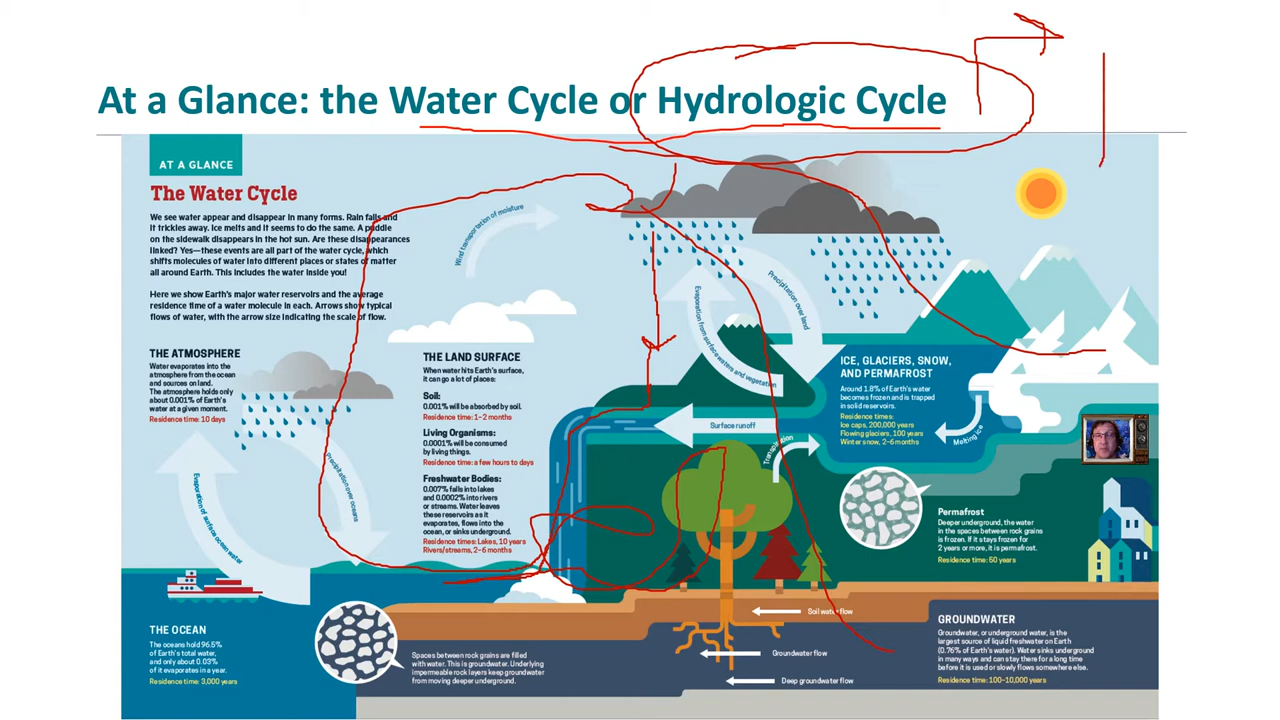 At a Glance: the Water Cycle or Hydrologic Cycle
AT A GLANCE
The Water Cycle
We see water appear and disappear in many forms. Rain falls and
it trickles away. Ice melts and it seems to do the same. A puddle
on the sidewalk disappears in the hot sun. Are these disappearances
linked? Yes—these events are all part of the water cycle, which
shifts molecules of water into different places or states of matter
all around Earth. This includes the water inside you!
Here we show Earth's major water reservoirs and the average
residence time of a water molecule in each. Arrows show typical
flows of water, with the arrow size indicating the scale of flow.
THE ATMOSPHERE
Water evaporates into the
atmosphere from the ocean
and sources on land.
The atmosphere holds only
about 0.001% of Earth's
water at a given moment.
Residence time: 10 days
Evaporation of surface ocean water
Precipitation over oceans
Wind transportation of moisture
THE LAND SURFACE
When water hits Earth's surface,
it can go a lot of places:
Soil:
0.001% will be absorbed by soil.
Residence time: 1–2 months
Living Organisms:
0.0001% will be consumed
by living things.
Residence time: a few hours to days
Freshwater Bodies:
0.007% falls into lakes
and 0.0002% into rivers
or streams. Water leaves
these reservoirs as it
evaporates, flows into the
ocean, or sinks underground.
Residence times: Lakes, 10 years
Rivers/streams, 2–6 months
Evaporation from surface waters and vegetation
Precipitation over land
Surface runoff
Transpiration
ICE, GLACIERS, SNOW,
AND PERMAFROST
Around 1.8% of Earth's water
becomes frozen and is trapped
in solid reservoirs.
Residence times:
Ice caps, 200,000 years
Flowing glaciers, 100 years
Winter snow, 2–6 months
Melting ice
Permafrost
Deeper underground, the water
in the spaces between rock grains
is frozen. If it stays frozen for
2 years or more, it is permafrost.
Residence time: 50 years
THE OCEAN
The oceans hold 96.5%
of Earth's total water,
and only about 0.03%
of it evaporates in a year.
Residence time: 3,000 years
Spaces between rock grains are filled
with water. This is groundwater. Underlying
impermeable rock layers keep groundwater
from moving deeper underground.
Soil water flow
Groundwater flow
Deep groundwater flow
GROUNDWATER
Groundwater, or underground water, is the
largest source of liquid freshwater on Earth
(0.76% of Earth's water). Water sinks underground
in many ways and can stay there for a long time
before it is used or slowly flows somewhere else.
Residence time: 100–10,000 years